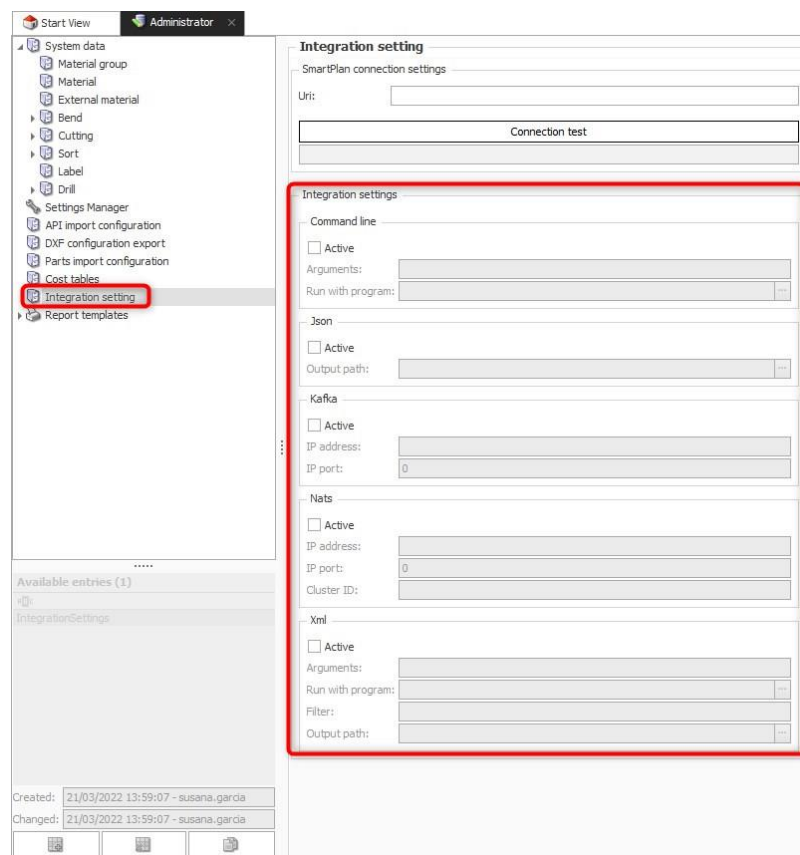 Start View
Administrator
System data
Material group
Material
External material
Bend
Cutting
Sort
Label
Drill
Settings Manager
API import configuration
DXF configuration export
Parts import configuration
Cost tables
Integration setting
Report templates
Available entries (1)
IntegrationSettings
Created: 21/03/2022 13:59:07 - susana.garcia
Changed: 21/03/2022 13:59:07 - susana.garcia
Integration setting
SmartPlan connection settings
Uri:
Connection test
Integration settings
Command line
Active
Arguments:
Run with program:
Json
Active
Output path:
Kafka
Active
IP address:
IP port: 0
Nats
Active
IP address:
IP port: 0
Cluster ID:
Xml
Active
Arguments:
Run with program:
Filter:
Output path: